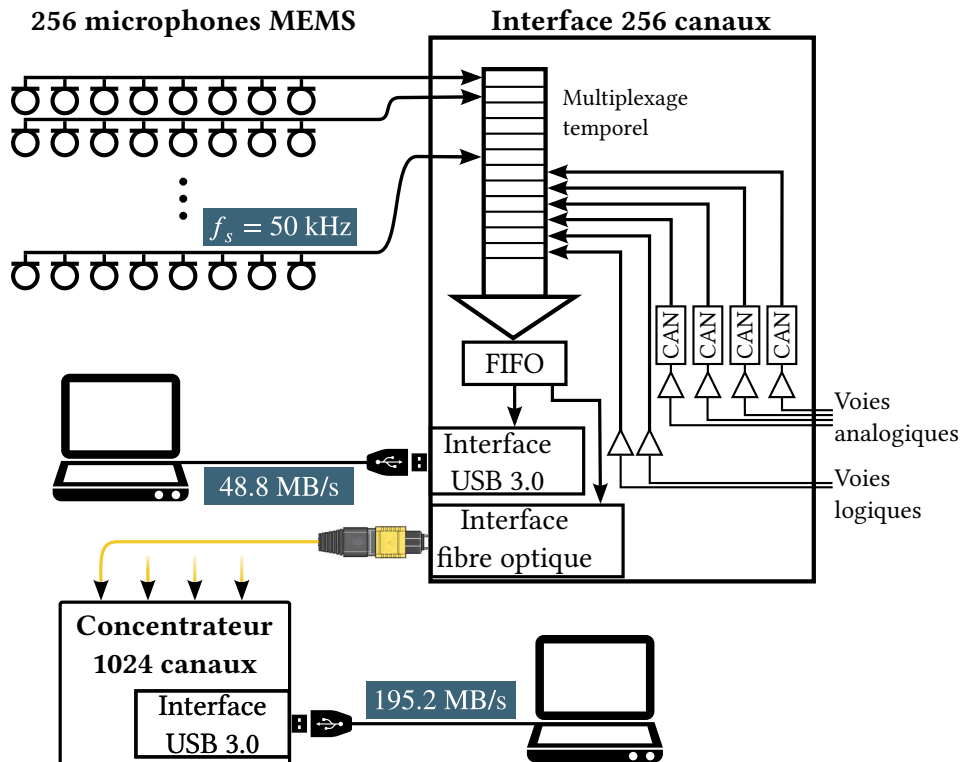 256 microphones MEMS
Interface 256 canaux
Multiplexage
temporel
f_s = 50 kHz
CAN
CAN
CAN
CAN
FIFO
Voies
analogiques
Interface
USB 3.0
48.8 MB/s
Voies
logiques
Interface
fibre optique
Concentrateur
1024 canaux
Interface
USB 3.0
195.2 MB/s